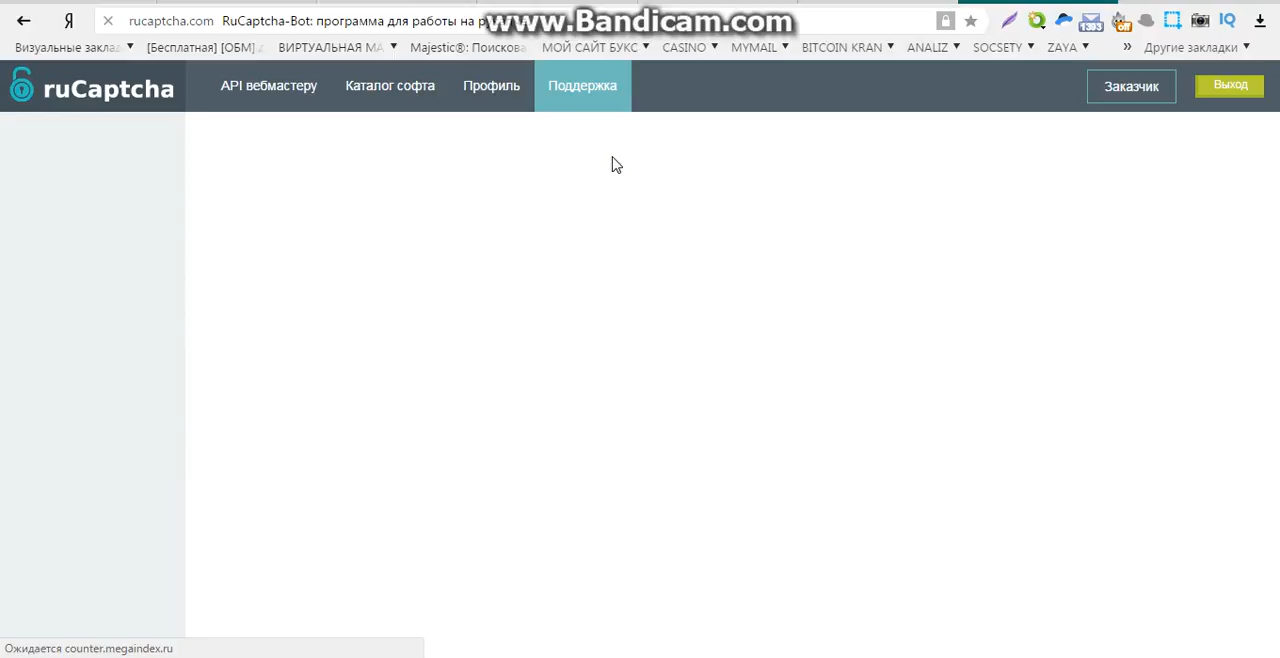 www.Bandicam.com
Я rucaptcha.com RuCaptcha-Bot: программа для работы на
Визуальные заклад [Бесплатная] [ОБМ] ВИРТУАЛЬНАЯ МА Majestic®: Поискова МОЙ САЙТ БУКС CASINO MYMAIL BITCOIN KRAN ANALIZ SOCSETY ZAYA » Другие закладки
ruCaptcha API вебмастеру Каталог софта Профиль Поддержка Заказчик Выход
Ожидается counter.megaindex.ru